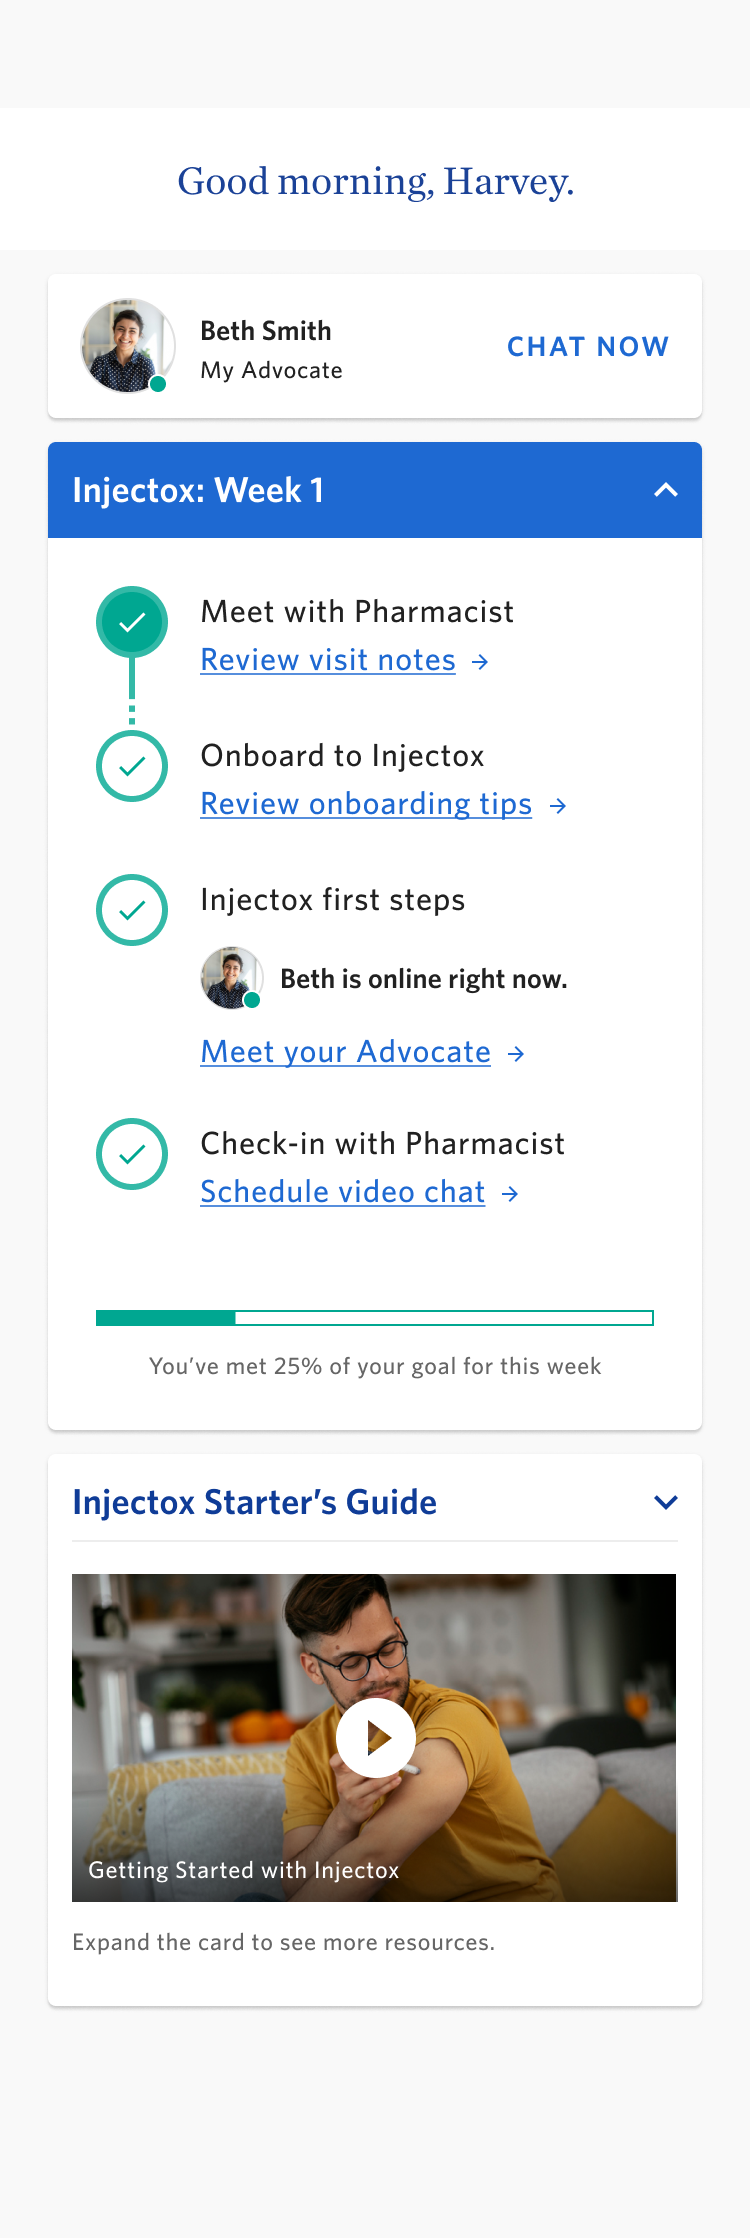 Good morning, Harvey.
Beth Smith
My Advocate
CHAT NOW
Injectox: Week 1
Meet with Pharmacist
Review visit notes →
Onboard to Injectox
Review onboarding tips →
Injectox first steps
Beth is online right now.
Meet your Advocate →
Check-in with Pharmacist
Schedule video chat →
You’ve met 25% of your goal for this week
Injectox Starter’s Guide
Getting Started with Injectox
Expand the card to see more resources.